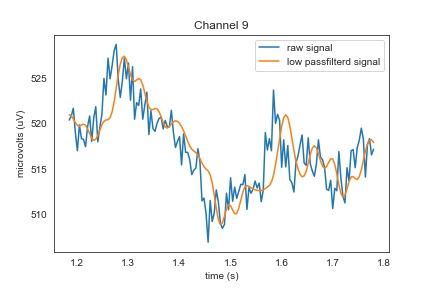 Channel 9
raw signal
low passfilterd signal
microvolts (uV)
525
520
515
510
1.2 1.3 1.4 1.5 1.6 1.7 1.8
time (s)